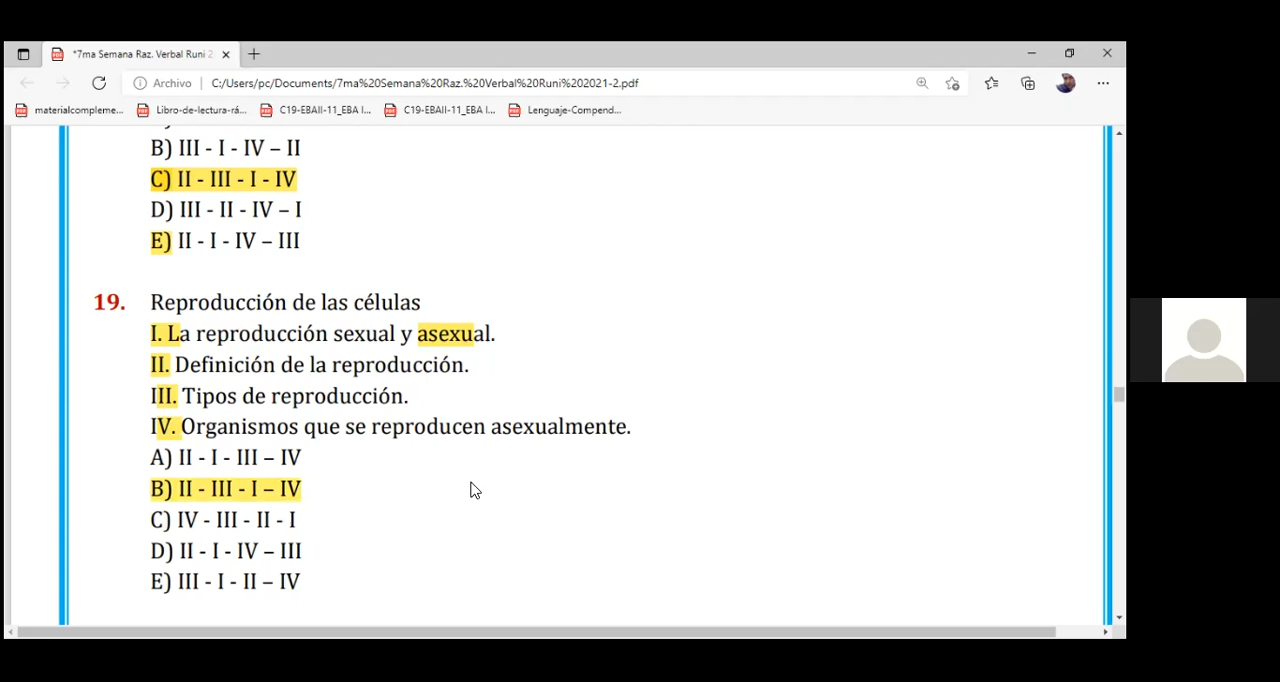 *7ma Semana Raz. Verbal Runi 2
Archivo | C:/Users/pc/Documents/7ma%20Semana%20Raz.%20Verbal%20Runi%202021-2.pdf
materialcompleme... Libro-de-lectura-rá... C19-EBAII-11_EBA I... C19-EBAII-11_EBA I... Lenguaje-Compend...
B) III - I - IV – II
C) II - III - I - IV
D) III - II - IV – I
E) II - I - IV – III
19. Reproducción de las células
I. La reproducción sexual y asexual.
II. Definición de la reproducción.
III. Tipos de reproducción.
IV. Organismos que se reproducen asexualmente.
A) II - I - III – IV
B) II - III - I – IV
C) IV - III - II - I
D) II - I - IV – III
E) III - I - II – IV